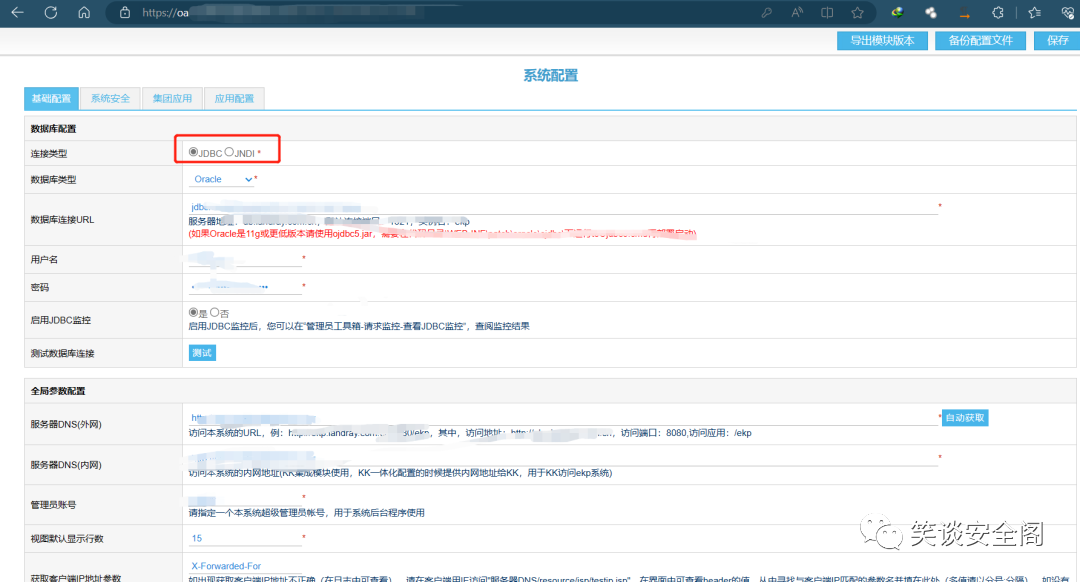 https://oa
导出模块版本 备份配置文件 保存
系统配置
基础配置 系统安全 集团应用 应用配置
数据库配置
连接类型 JDBC JNDI *
数据库类型 Oracle *
jdb
数据库连接URL *
服务器地址: 1521, 实例名: ekp
(如果Oracle是11g或更低版本请使用ojdbc5.jar,
用户名 *
密码 *
启用JDBC监控 是 否
启用JDBC监控后，您可以在"管理员工具箱-请求监控-查看JDBC监控"，查阅监控结果
测试数据库连接 测试
全局参数配置
服务器DNS(外网) htt * 自动获取
访问本系统的URL，例: 80/ekp，其中，访问地址: 访问端口：8080,访问应用：/ekp
服务器DNS(内网) *
访问本系统的内网地址(KK集成模块使用，KK一体化配置的时候提供内网地址给KK，用于KK访问ekp系统)
管理员账号 *
请指定一个本系统超级管理员帐号，用于系统后台程序使用
视图默认显示行数 15 *
X-Forwarded-For
获取客户端IP地址参数
如出现获取客户端IP地址不正确（在日志中可查看），请在客户端用IE访问"服务器DNS/resource/jsp/testip.jsp"，在界面中可查看header的值，从中寻找与客户端IP匹配的参数名并填在此处（多值请以分号;分隔），如设有
笑谈安全阁